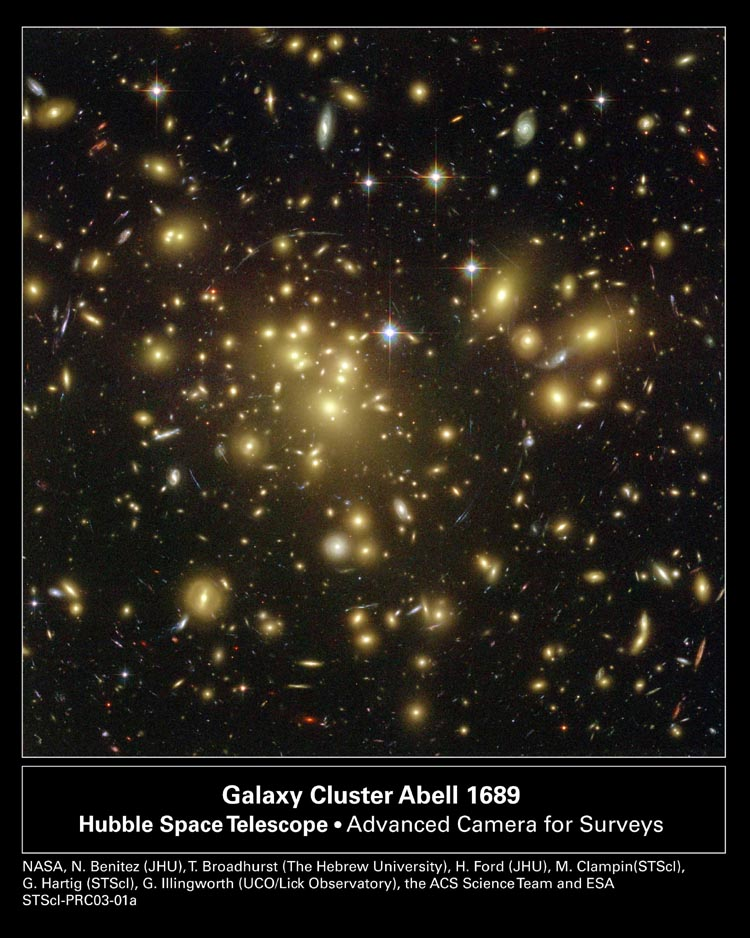 Galaxy Cluster Abell 1689
Hubble Space Telescope • Advanced Camera for Surveys
NASA, N. Benitez (JHU), T. Broadhurst (The Hebrew University), H. Ford (JHU), M. Clampin(STScI),
G. Hartig (STScI), G. Illingworth (UCO/Lick Observatory), the ACS Science Team and ESA
STScI-PRC03-01a